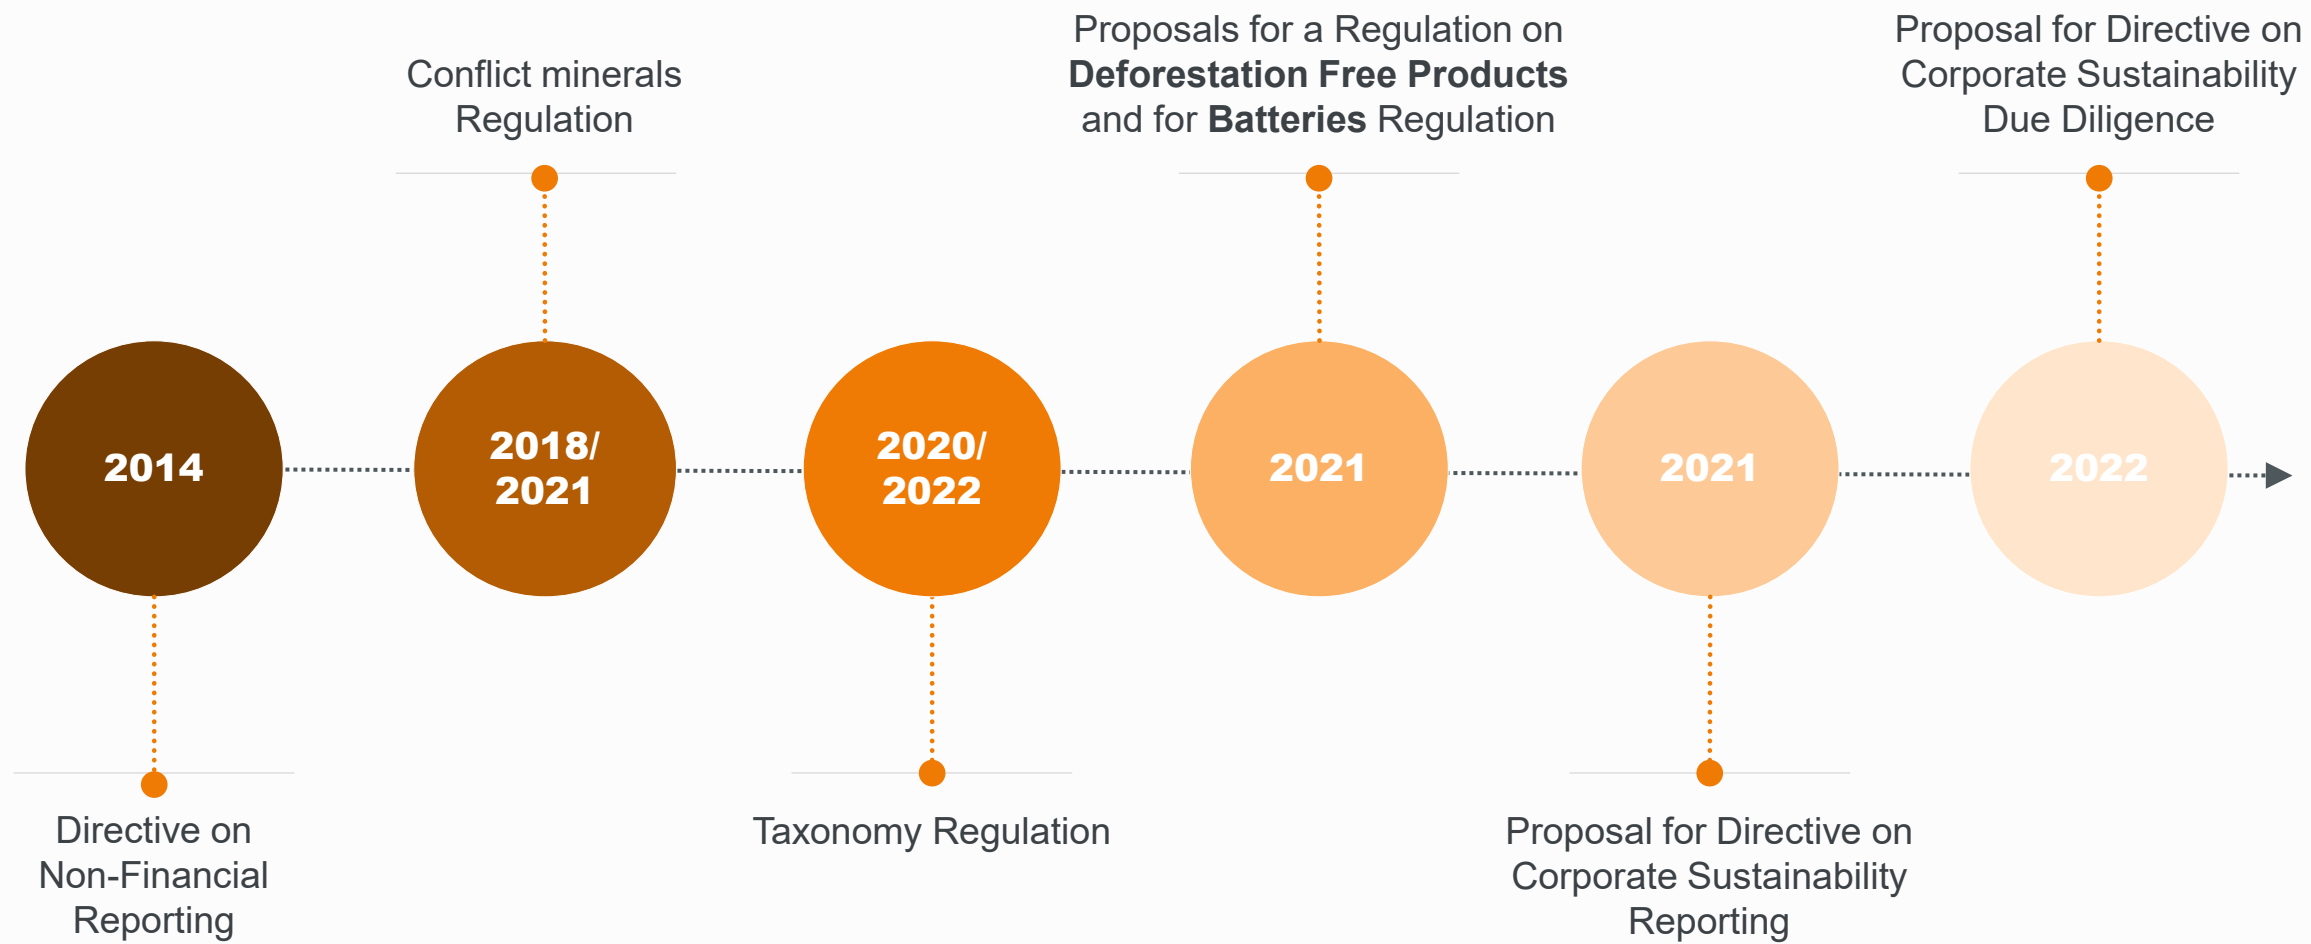 Conflict minerals
Regulation
Proposals for a Regulation on
Deforestation Free Products
and for Batteries Regulation
Proposal for Directive on
Corporate Sustainability
Due Diligence
2014
2018/
2021
2020/
2022
2021
2021
2022
Directive on
Non-Financial
Reporting
Taxonomy Regulation
Proposal for Directive on
Corporate Sustainability
Reporting